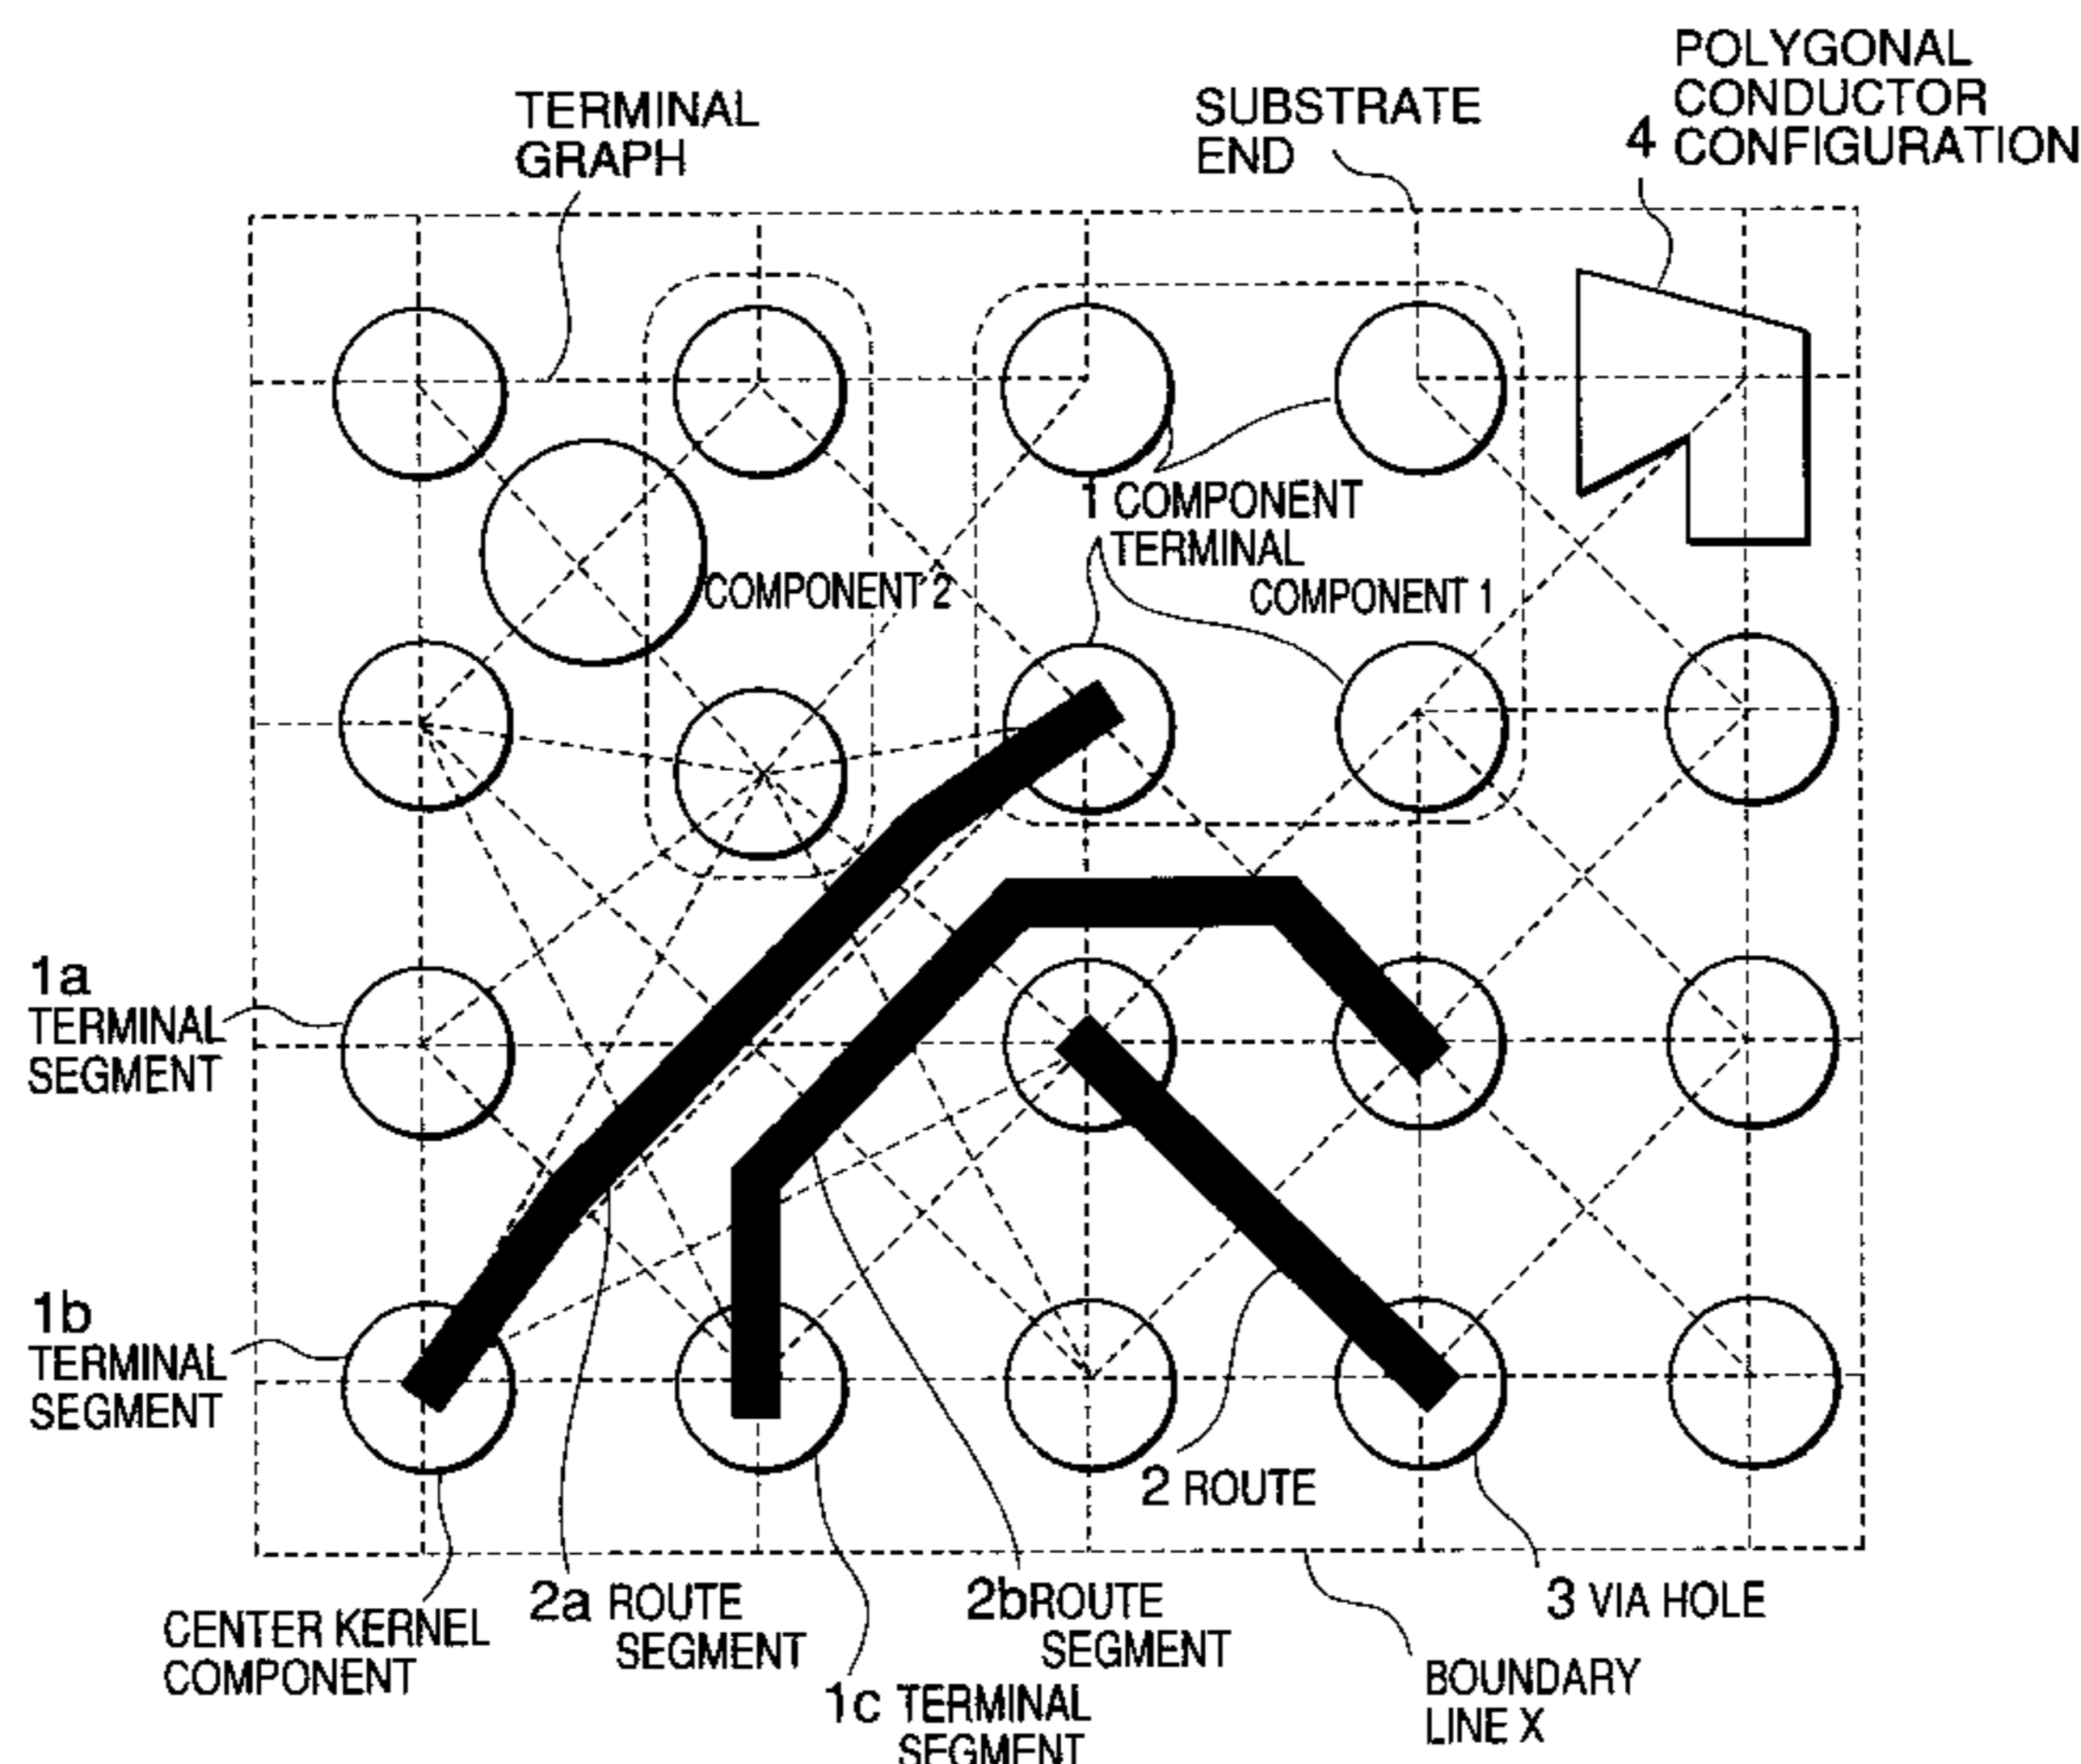 POLYGONAL
CONDUCTOR
4 CONFIGURATION
TERMINAL
GRAPH
SUBSTRATE
END
1 COMPONENT
TERMINAL
COMPONENT 2
COMPONENT 1
1a
TERMINAL
SEGMENT
1b
TERMINAL
SEGMENT
2 ROUTE
CENTER KERNEL
COMPONENT
2a ROUTE
SEGMENT
2b ROUTE
SEGMENT
3 VIA HOLE
1c TERMINAL
SEGMENT
BOUNDARY
LINE X